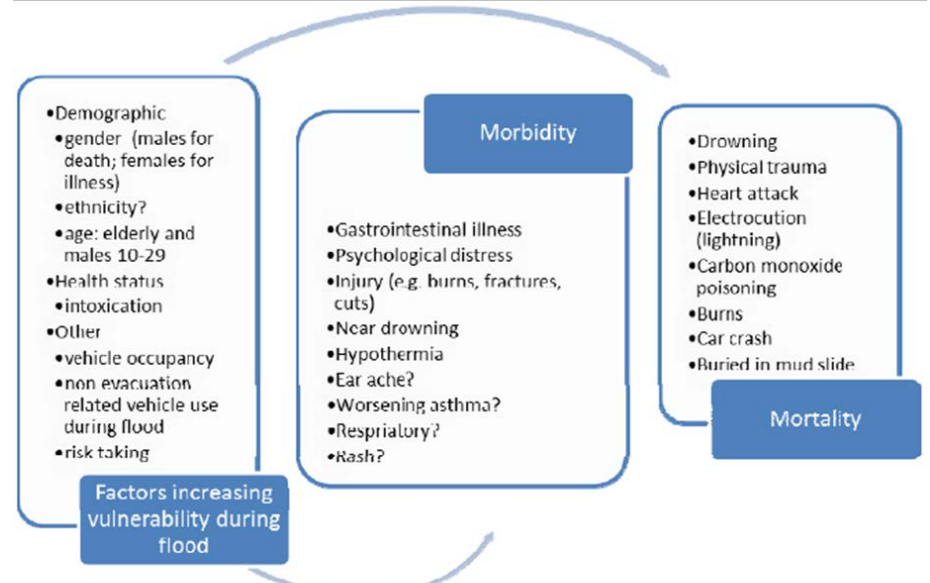 •Demographic
•gender (males for
death; females for
illness)
•ethnicity?
•age: elderly and
males 10-29
•Health status
•intoxication
•Other
•vehicle occupancy
•non evacuation
related vehicle use
during flood
•risk taking
Factors increasing
vulnerability during
flood
Morbidity
•Gastrointestinal illness
•Psychological distress
•Injury (e.g. burns, fractures,
cuts)
•Near drowning
•Hypothermia
•Ear ache?
•Worsening asthma?
•Respriatory?
•Rash?
•Drowning
•Physical trauma
•Heart attack
•Electrocution
(lightning)
•Carbon monoxide
poisoning
•Burns
•Car crash
•Buried in mud slide
Mortality